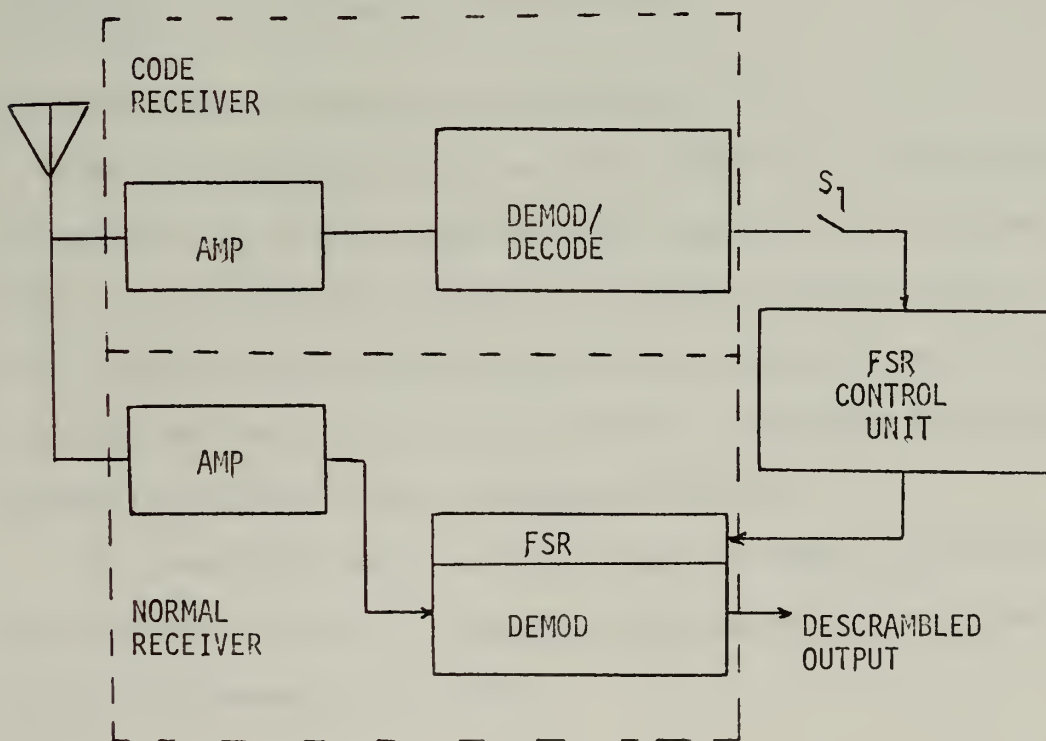 CODE
RECEIVER
AMP
DEMOD/
DECODE
S1
FSR
CONTROL
UNIT
AMP
FSR
DEMOD
NORMAL
RECEIVER
DESCRAMBLED
OUTPUT